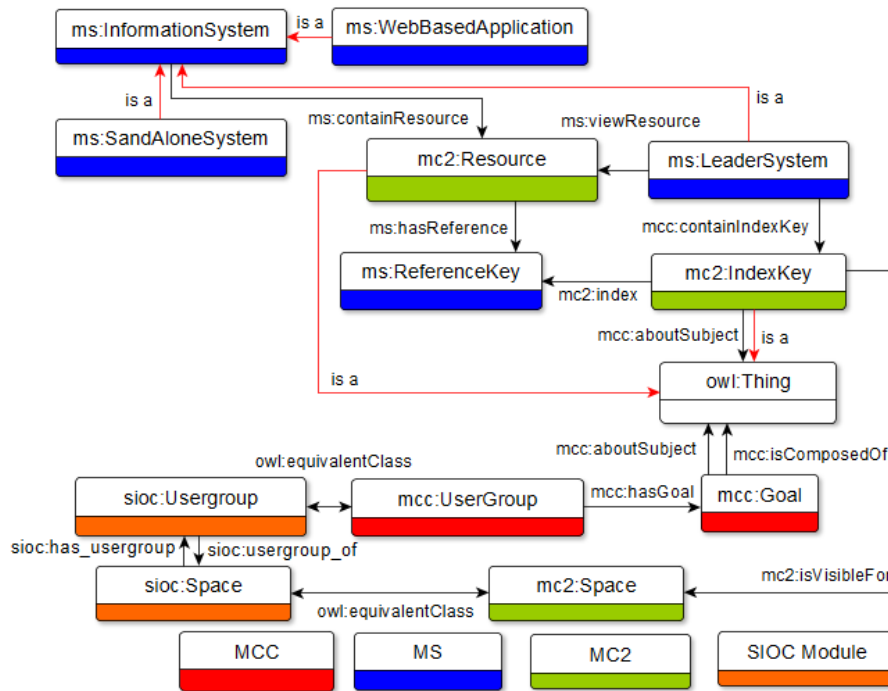 ms:InformationSystem
is a
ms:WebBasedApplication
is a
is a
ms:containResource
ms:viewResource
ms:SandAloneSystem
mc2:Resource
ms:LeaderSystem
ms:hasReference
mcc:containIndexKey
ms:ReferenceKey
mc2:index
mc2:IndexKey
mcc:aboutSubject
is a
is a
owl:Thing
mcc:aboutSubject
mcc:isComposedOf
owl:equivalentClass
sioc:Usergroup
mcc:UserGroup
mcc:hasGoal
mcc:Goal
sioc:has_usergroup
sioc:usergroup_of
sioc:Space
mc2:Space
mc2:isVisibleFor
owl:equivalentClass
MCC
MS
MC2
SIOC Module